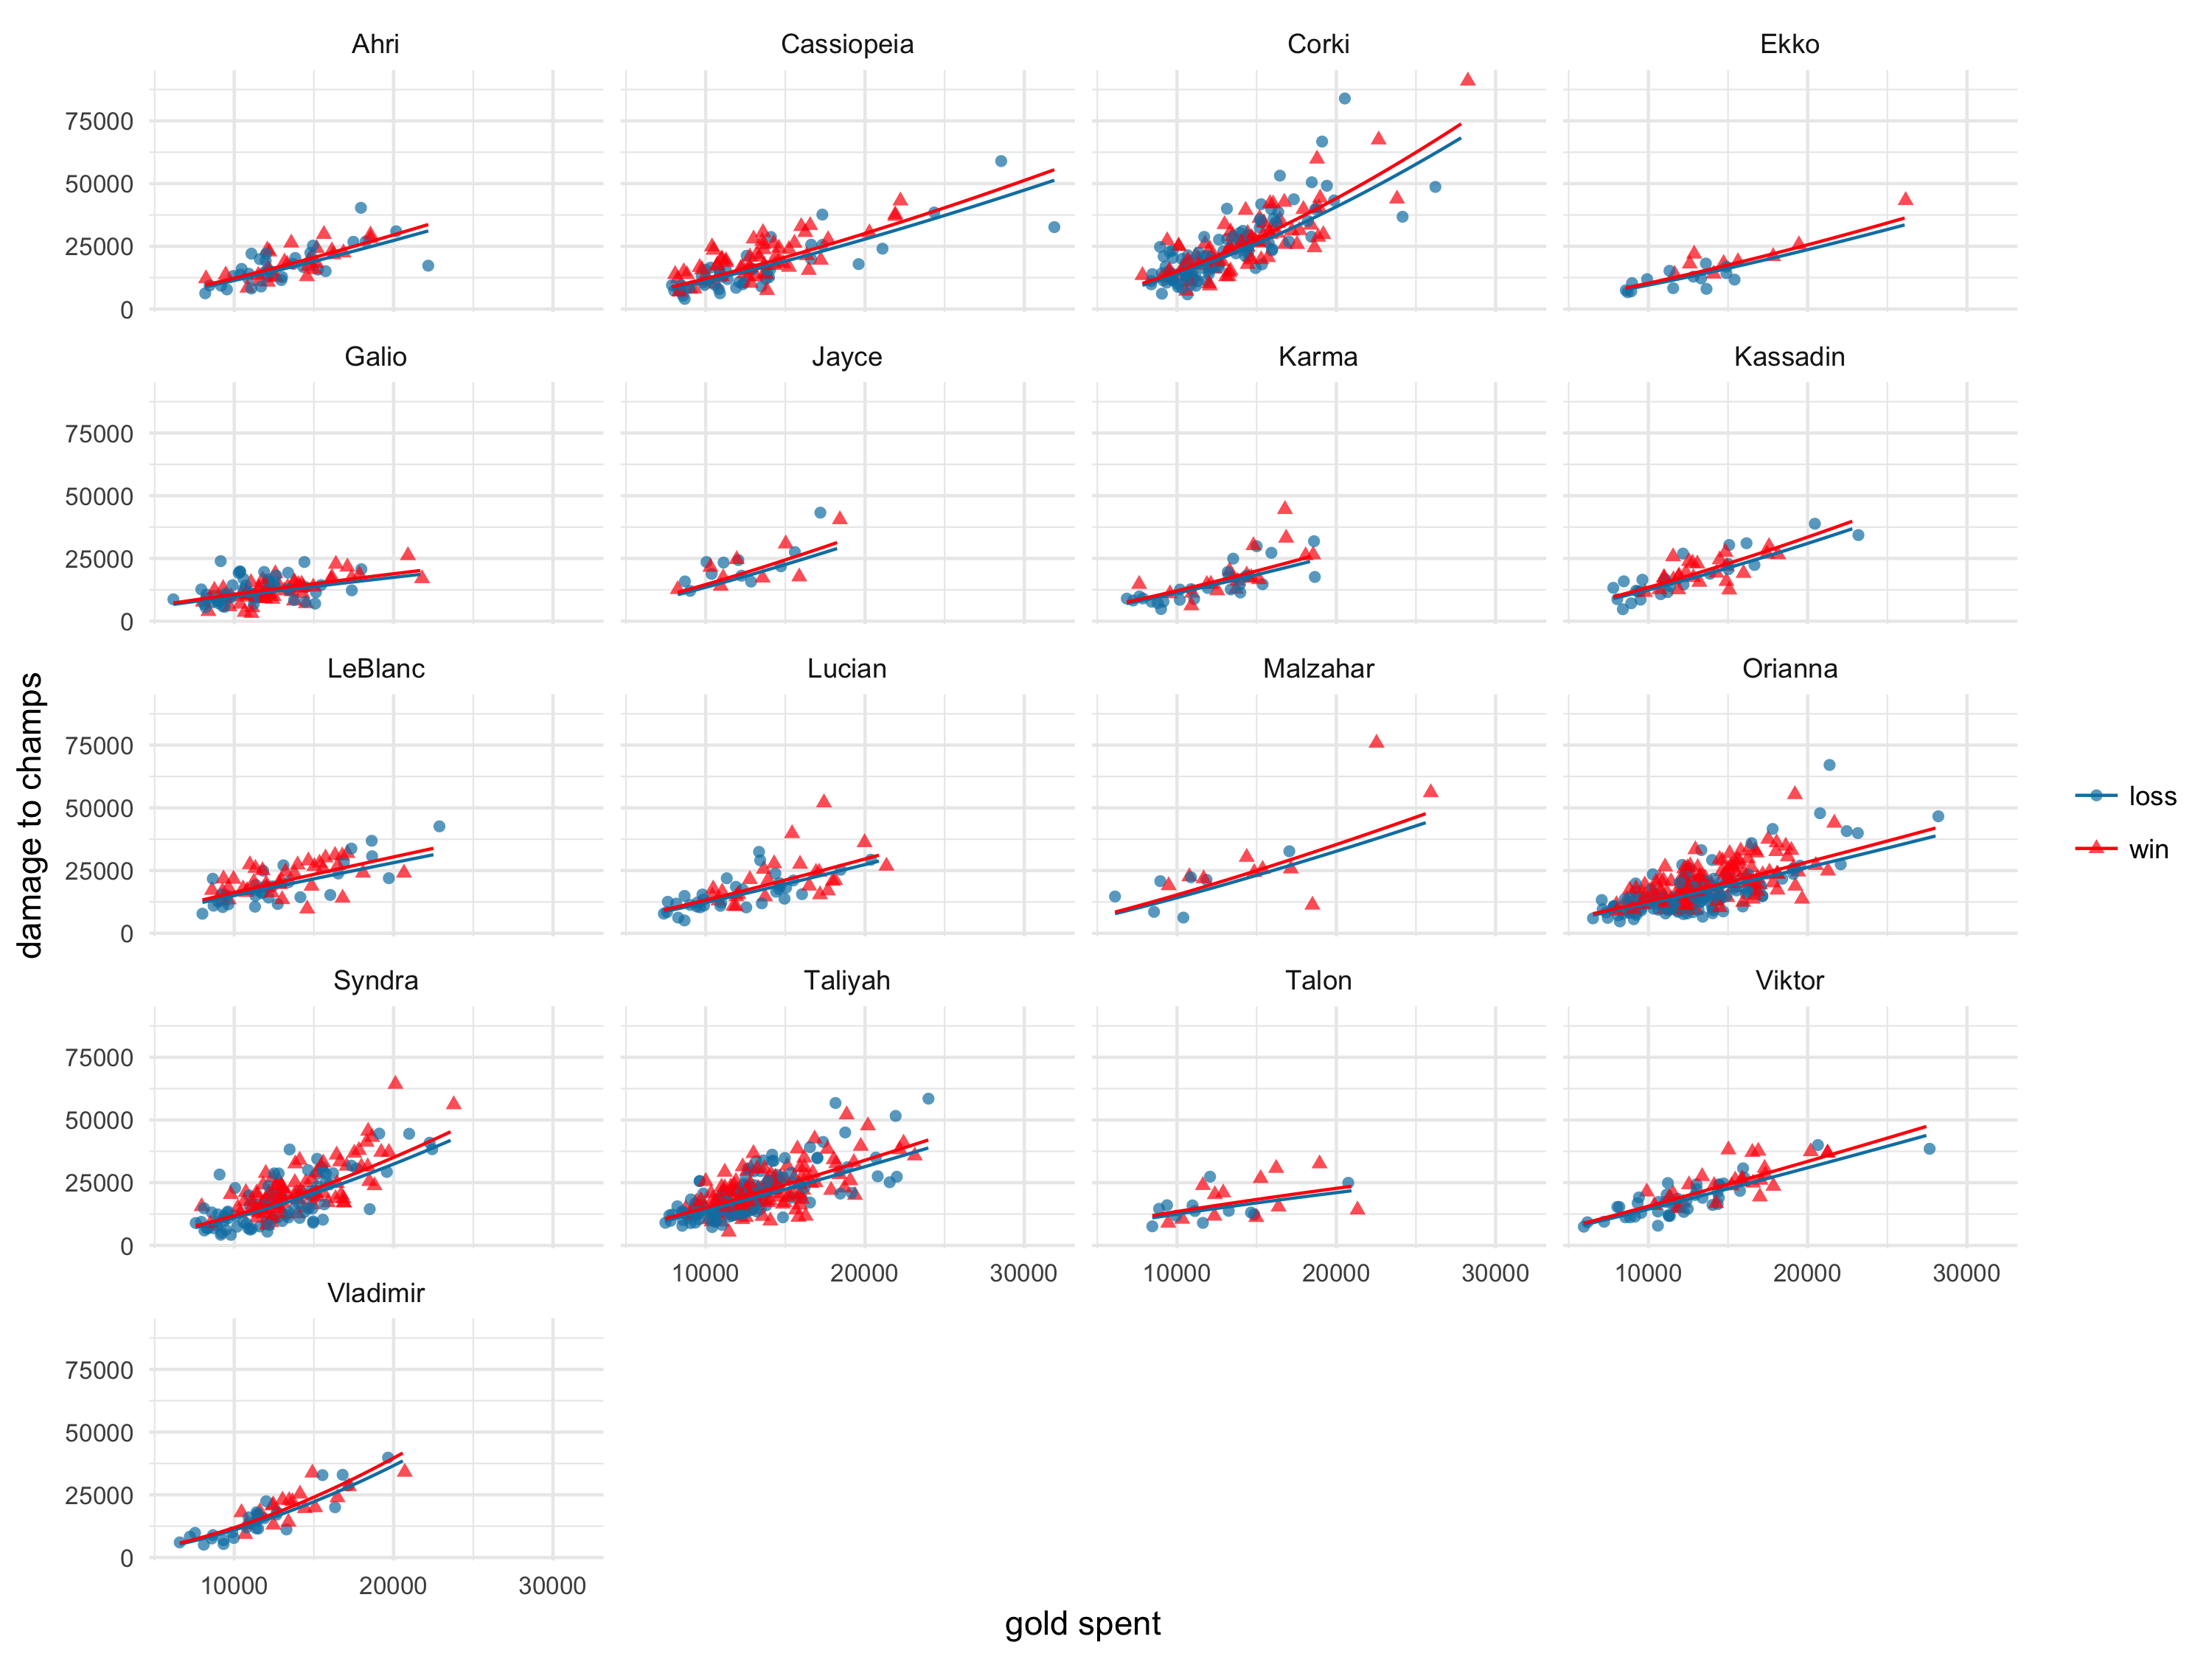 Ahri Cassiopeia Corki Ekko
75000
50000
25000
0
Galio Jayce Karma Kassadin
75000
50000
25000
0
LeBlanc Lucian Malzahar Orianna
75000
50000
25000
0
Syndra Taliyah Talon Viktor
75000
50000
25000
0
10000 20000 30000 10000 20000 30000 10000 20000 30000
Vladimir
75000
50000
25000
0
10000 20000 30000
gold spent
damage to champs
loss
win